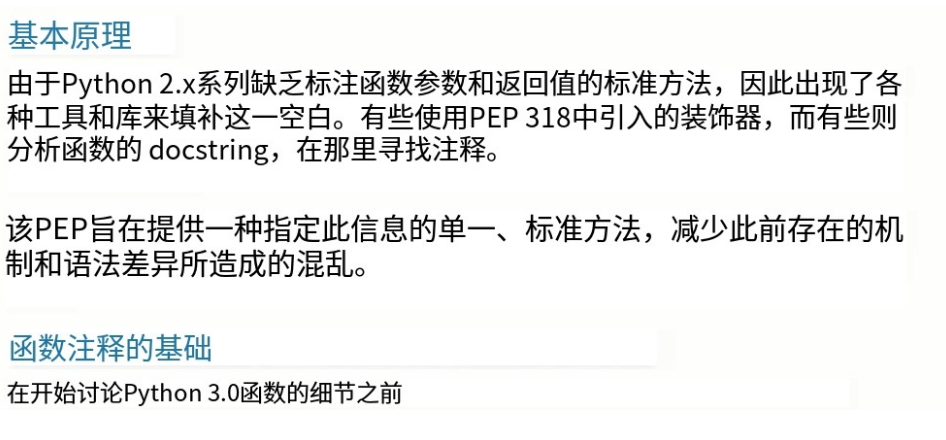 基本原理
由于Python 2.x系列缺乏标注函数参数和返回值的标准方法，因此出现了各
种工具和库来填补这一空白。有些使用PEP 318中引入的装饰器，而有些则
分析函数的 docstring，在那里寻找注释。
该PEP旨在提供一种指定此信息的单一、标准方法，减少此前存在的机
制和语法差异所造成的混乱。
函数注释的基础
在开始讨论Python 3.0函数的细节之前